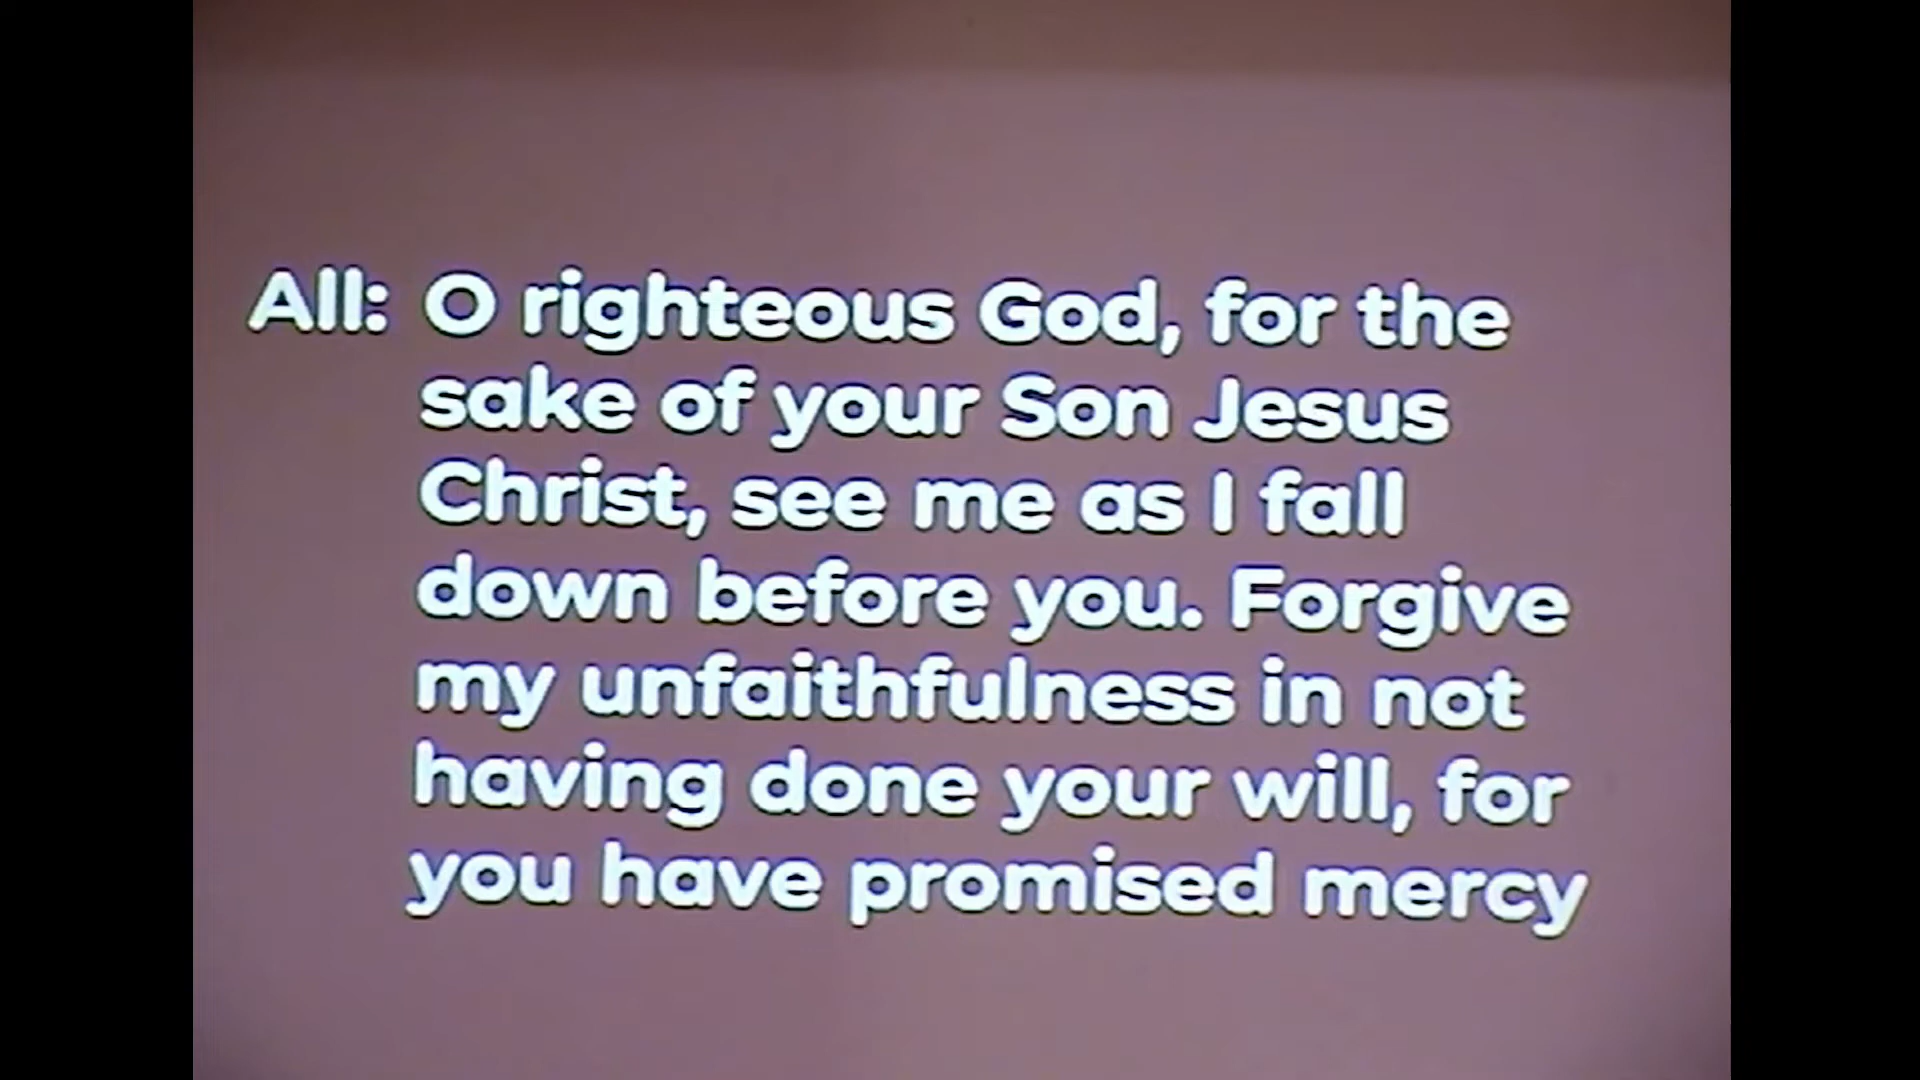 All: O righteous God, for the
sake of your Son Jesus
Christ, see me as I fall
down before you. Forgive
my unfaithfulness in not
having done your will, for
you have promised mercy